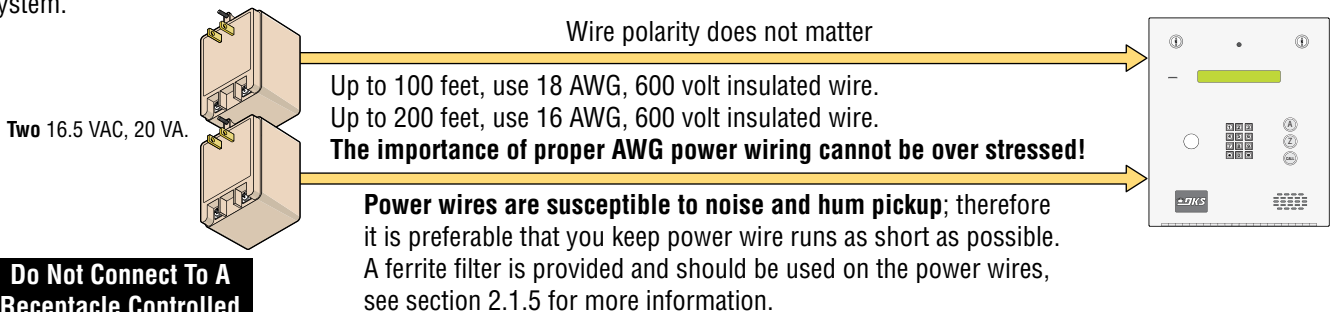 ystem.
Wire polarity does not matter
Up to 100 feet, use 18 AWG, 600 volt insulated wire.
Up to 200 feet, use 16 AWG, 600 volt insulated wire.
Two 16.5 VAC, 20 VA.
The importance of proper AWG power wiring cannot be over stressed!
Power wires are susceptible to noise and hum pickup; therefore
it is preferable that you keep power wire runs as short as possible.
A ferrite filter is provided and should be used on the power wires,
see section 2.1.5 for more information.
Do Not Connect To A
Receptacle Controlled
A
Z
CALL
DKS